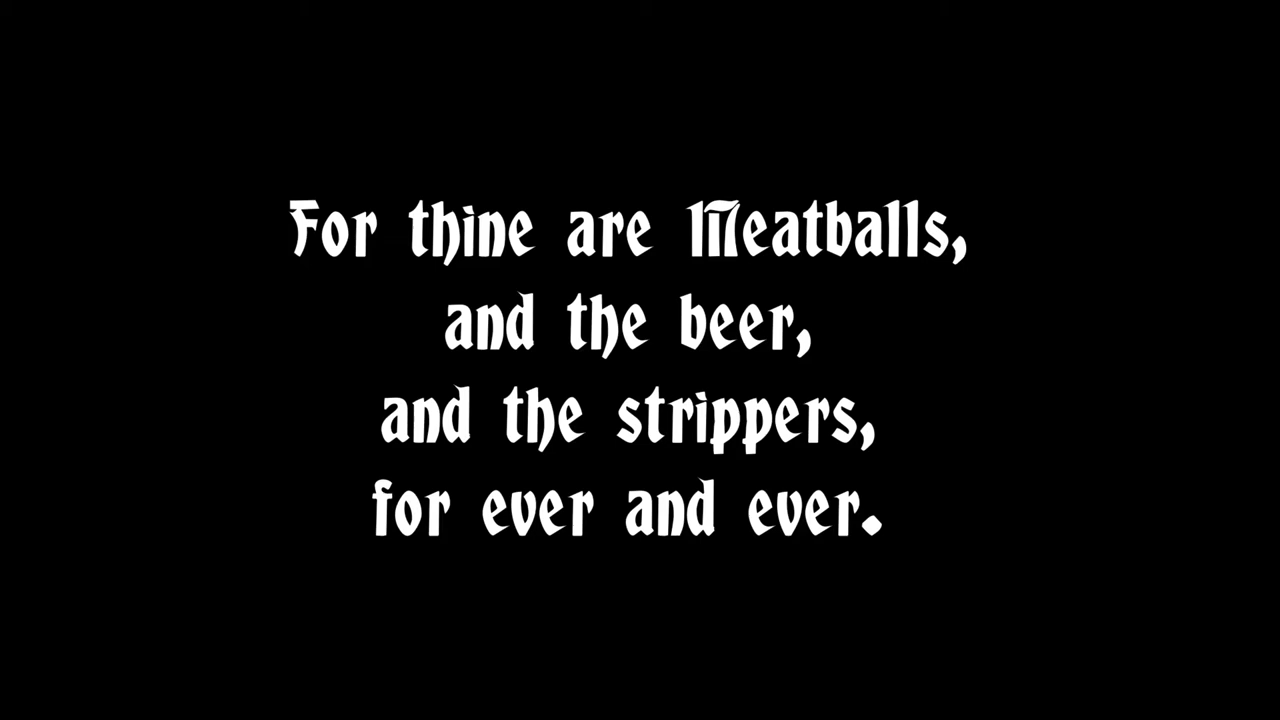 For thine are Meatballs,
and the beer,
and the strippers,
for ever and ever.